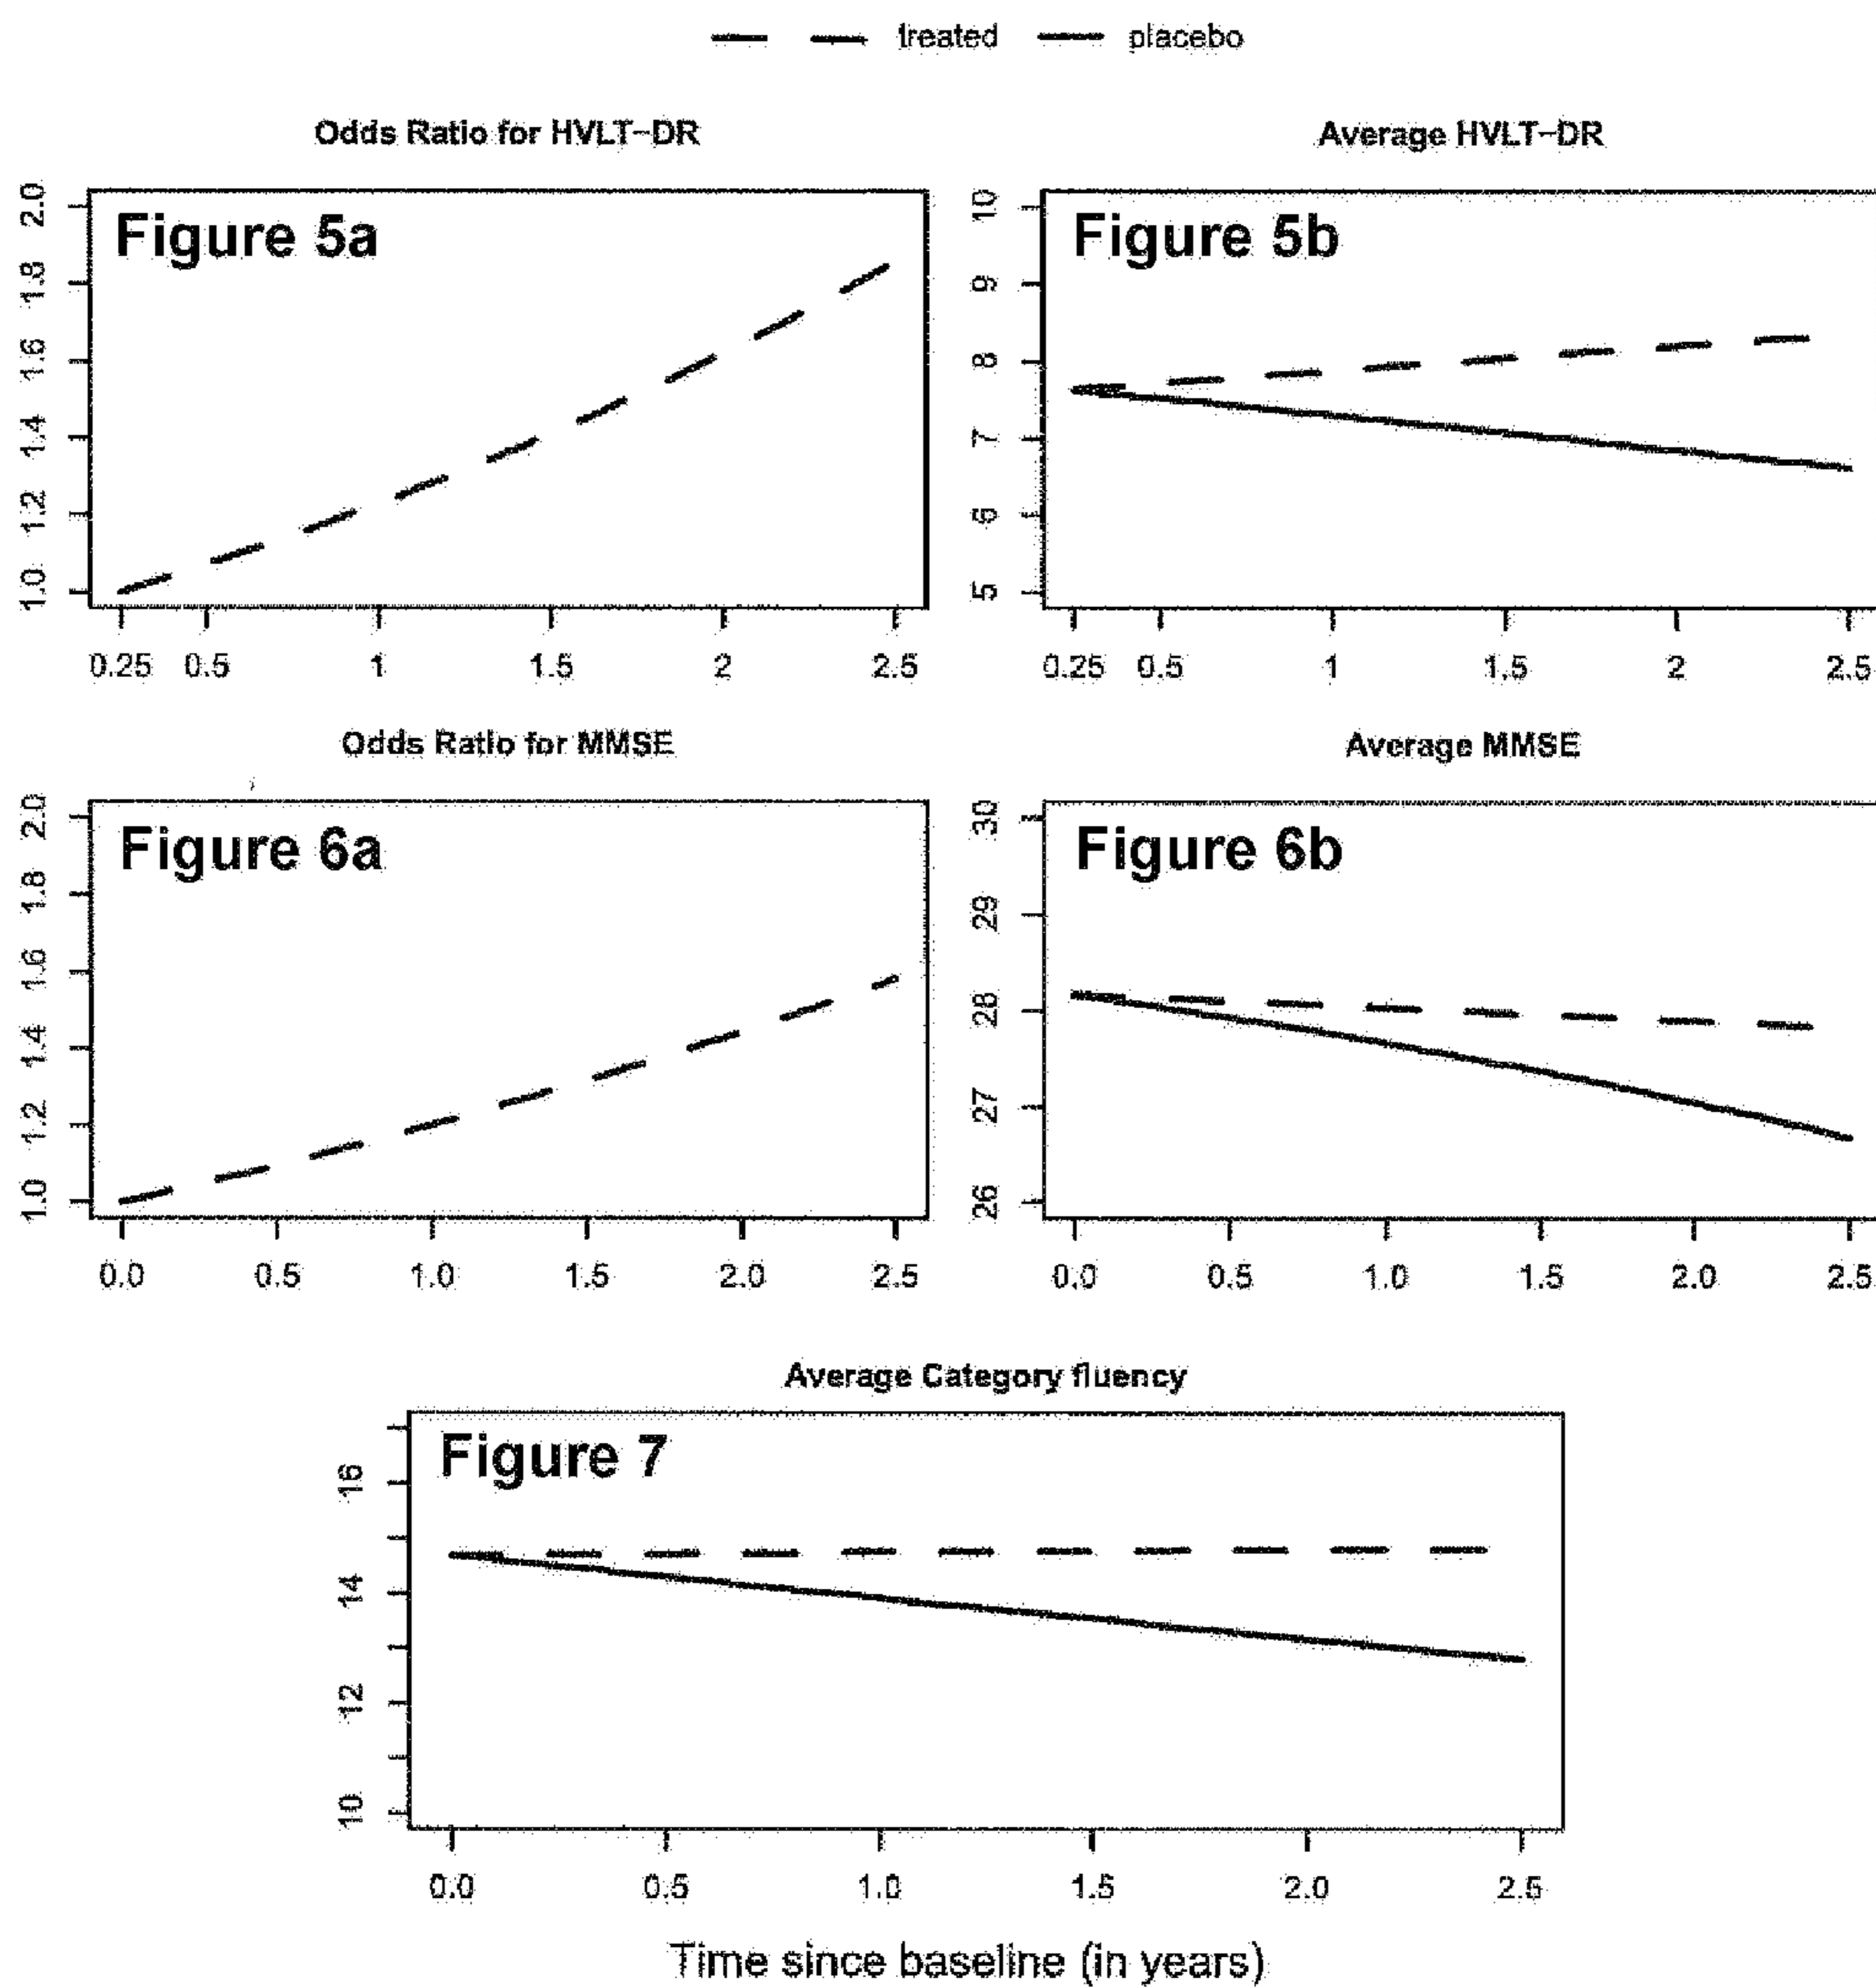 treated placebo
Odds Ratio for HVLT-DR
Average HVLT-DR
Figure 5a
Figure 5b
2.0
1.8
1.6
1.4
1.2
1.0
10
9
8
7
6
5
0.25 0.5 1 1.5 2 2.5
0.25 0.5 1 1.5 2 2.5
Odds Ratio for MMSE
Average MMSE
Figure 6a
Figure 6b
2.0
1.8
1.6
1.4
1.2
1.0
30
29
28
27
26
0.0 0.5 1.0 1.5 2.0 2.5
0.0 0.5 1.0 1.5 2.0 2.5
Average Category fluency
Figure 7
16
14
12
10
0.0 0.5 1.0 1.5 2.0 2.5
Time since baseline (in years)